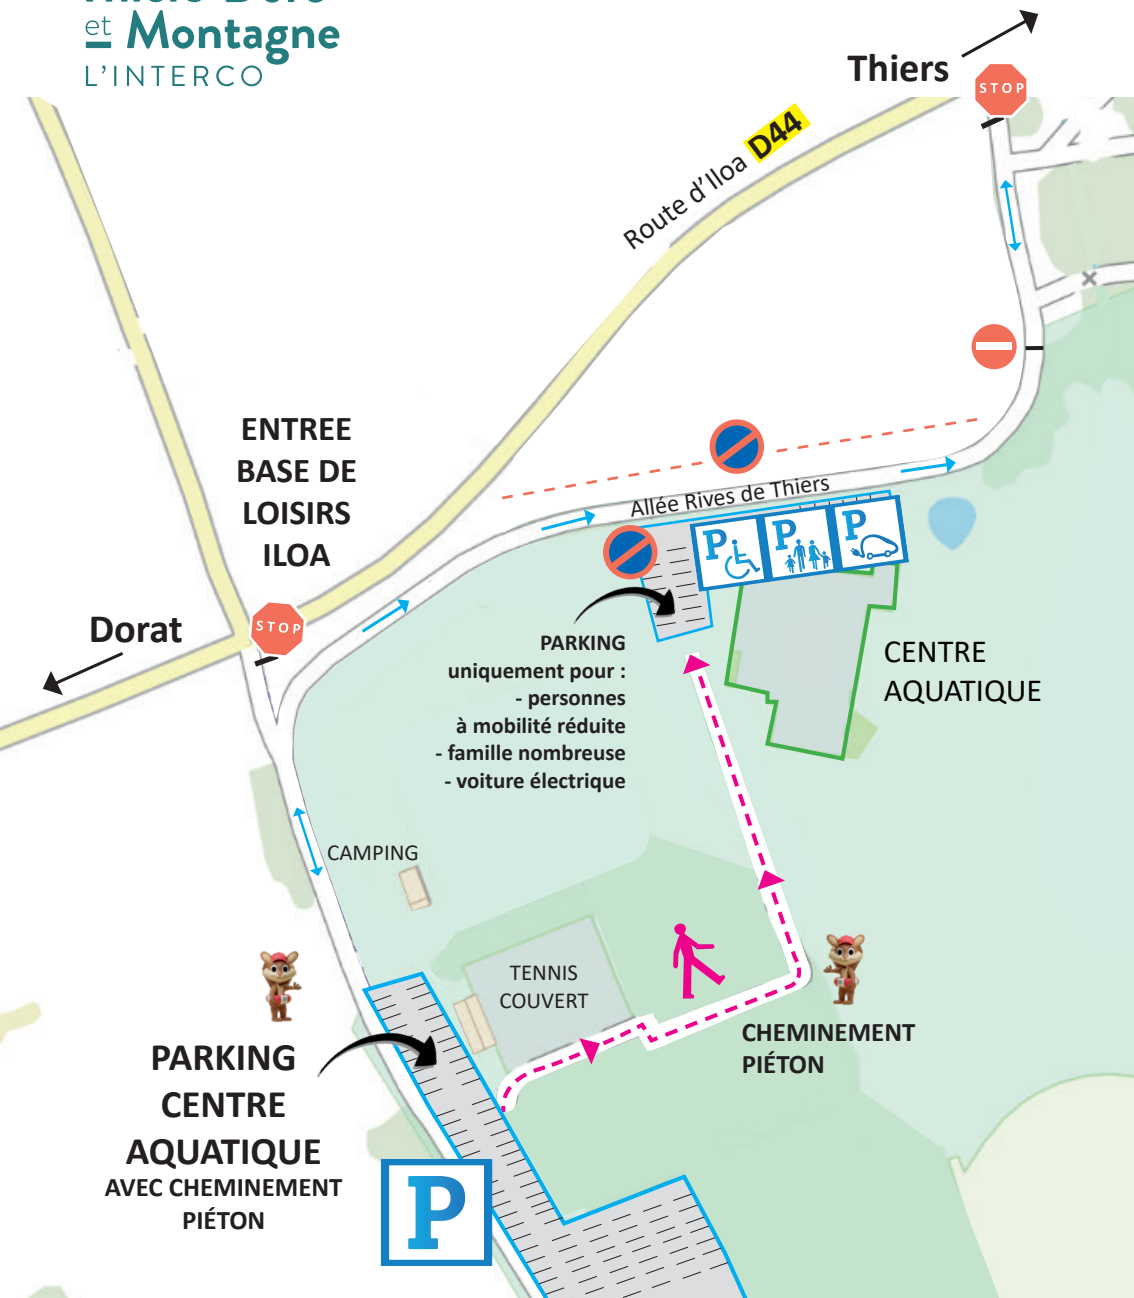 Thiers Dore
et Montagne
L'INTERCO
Thiers
STOP
Route d'Iloa D44
ENTREE
BASE DE
LOISIRS
ILOA
Allée Rives de Thiers
P
P
P
STOP
Dorat
PARKING
uniquement pour :
- personnes
à mobilité réduite
- famille nombreuse
- voiture électrique
CENTRE
AQUATIQUE
CAMPING
TENNIS
COUVERT
CHEMINEMENT
PIÉTON
PARKING
CENTRE
AQUATIQUE
AVEC CHEMINEMENT
PIÉTON
P